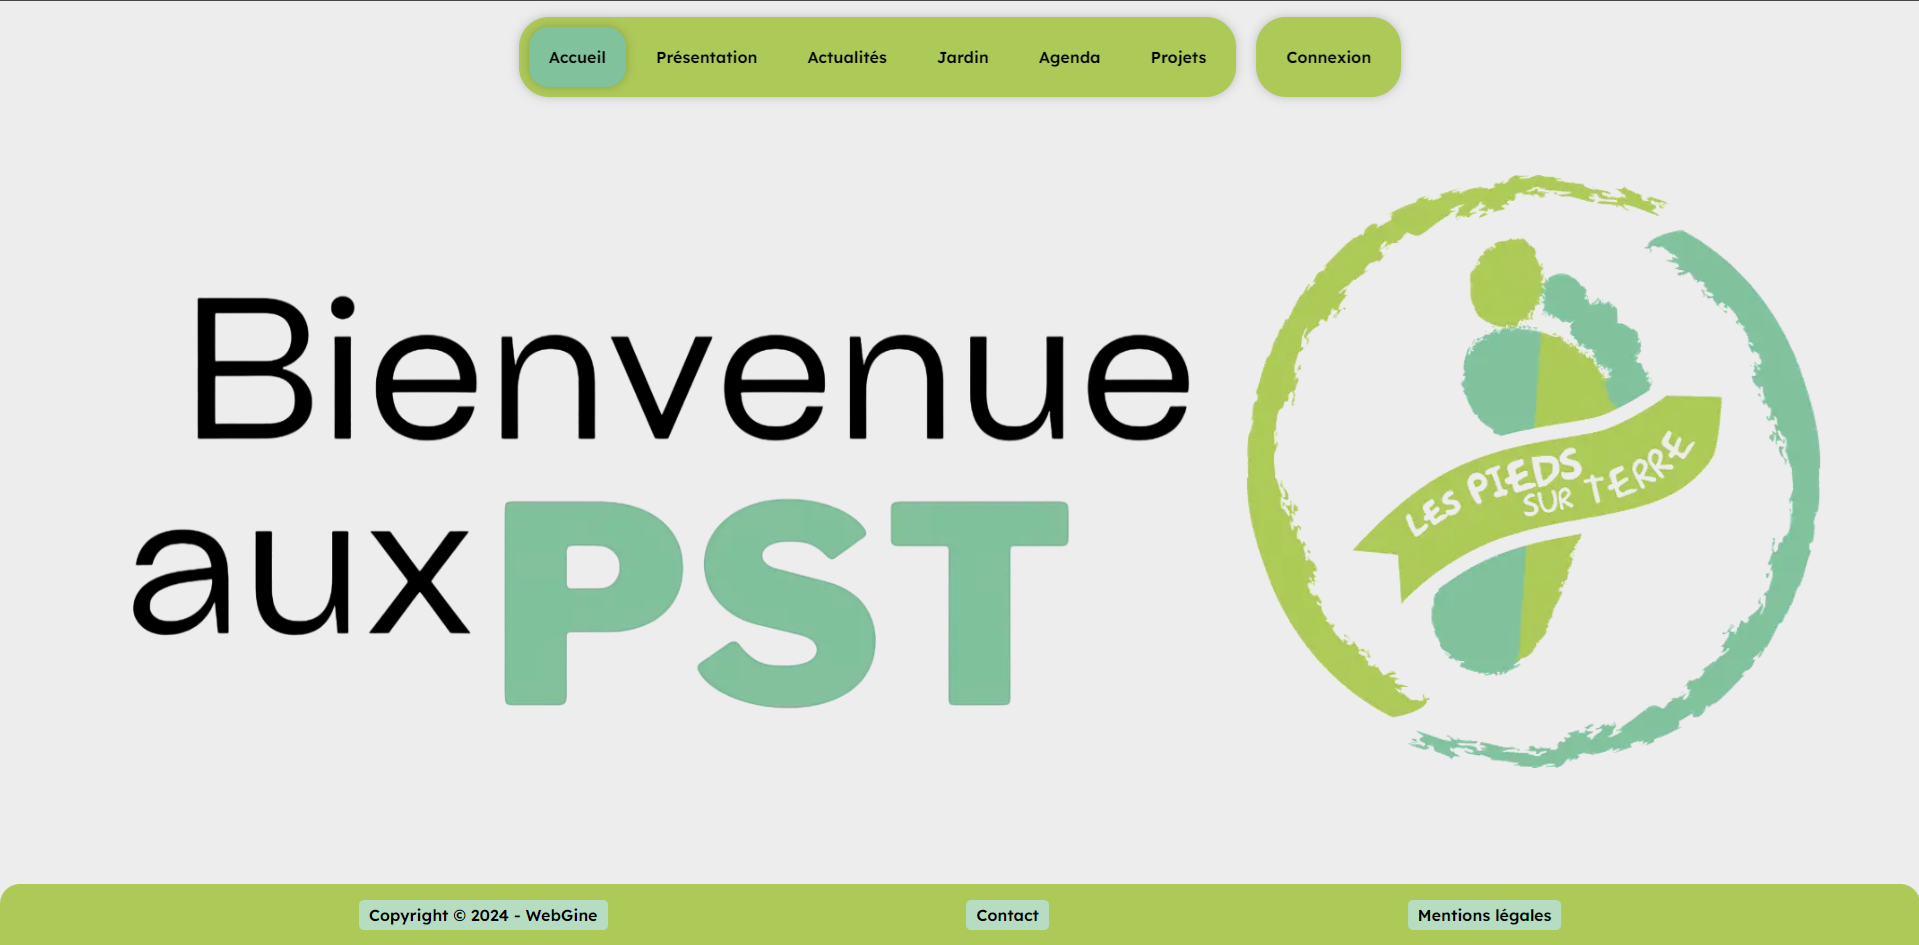 Accueil Présentation Actualités Jardin Agenda Projets Connexion
Bienvenue
aux PST
LES PIEDS
SUR TERRE
Copyright © 2024 - WebGine Contact Mentions légales